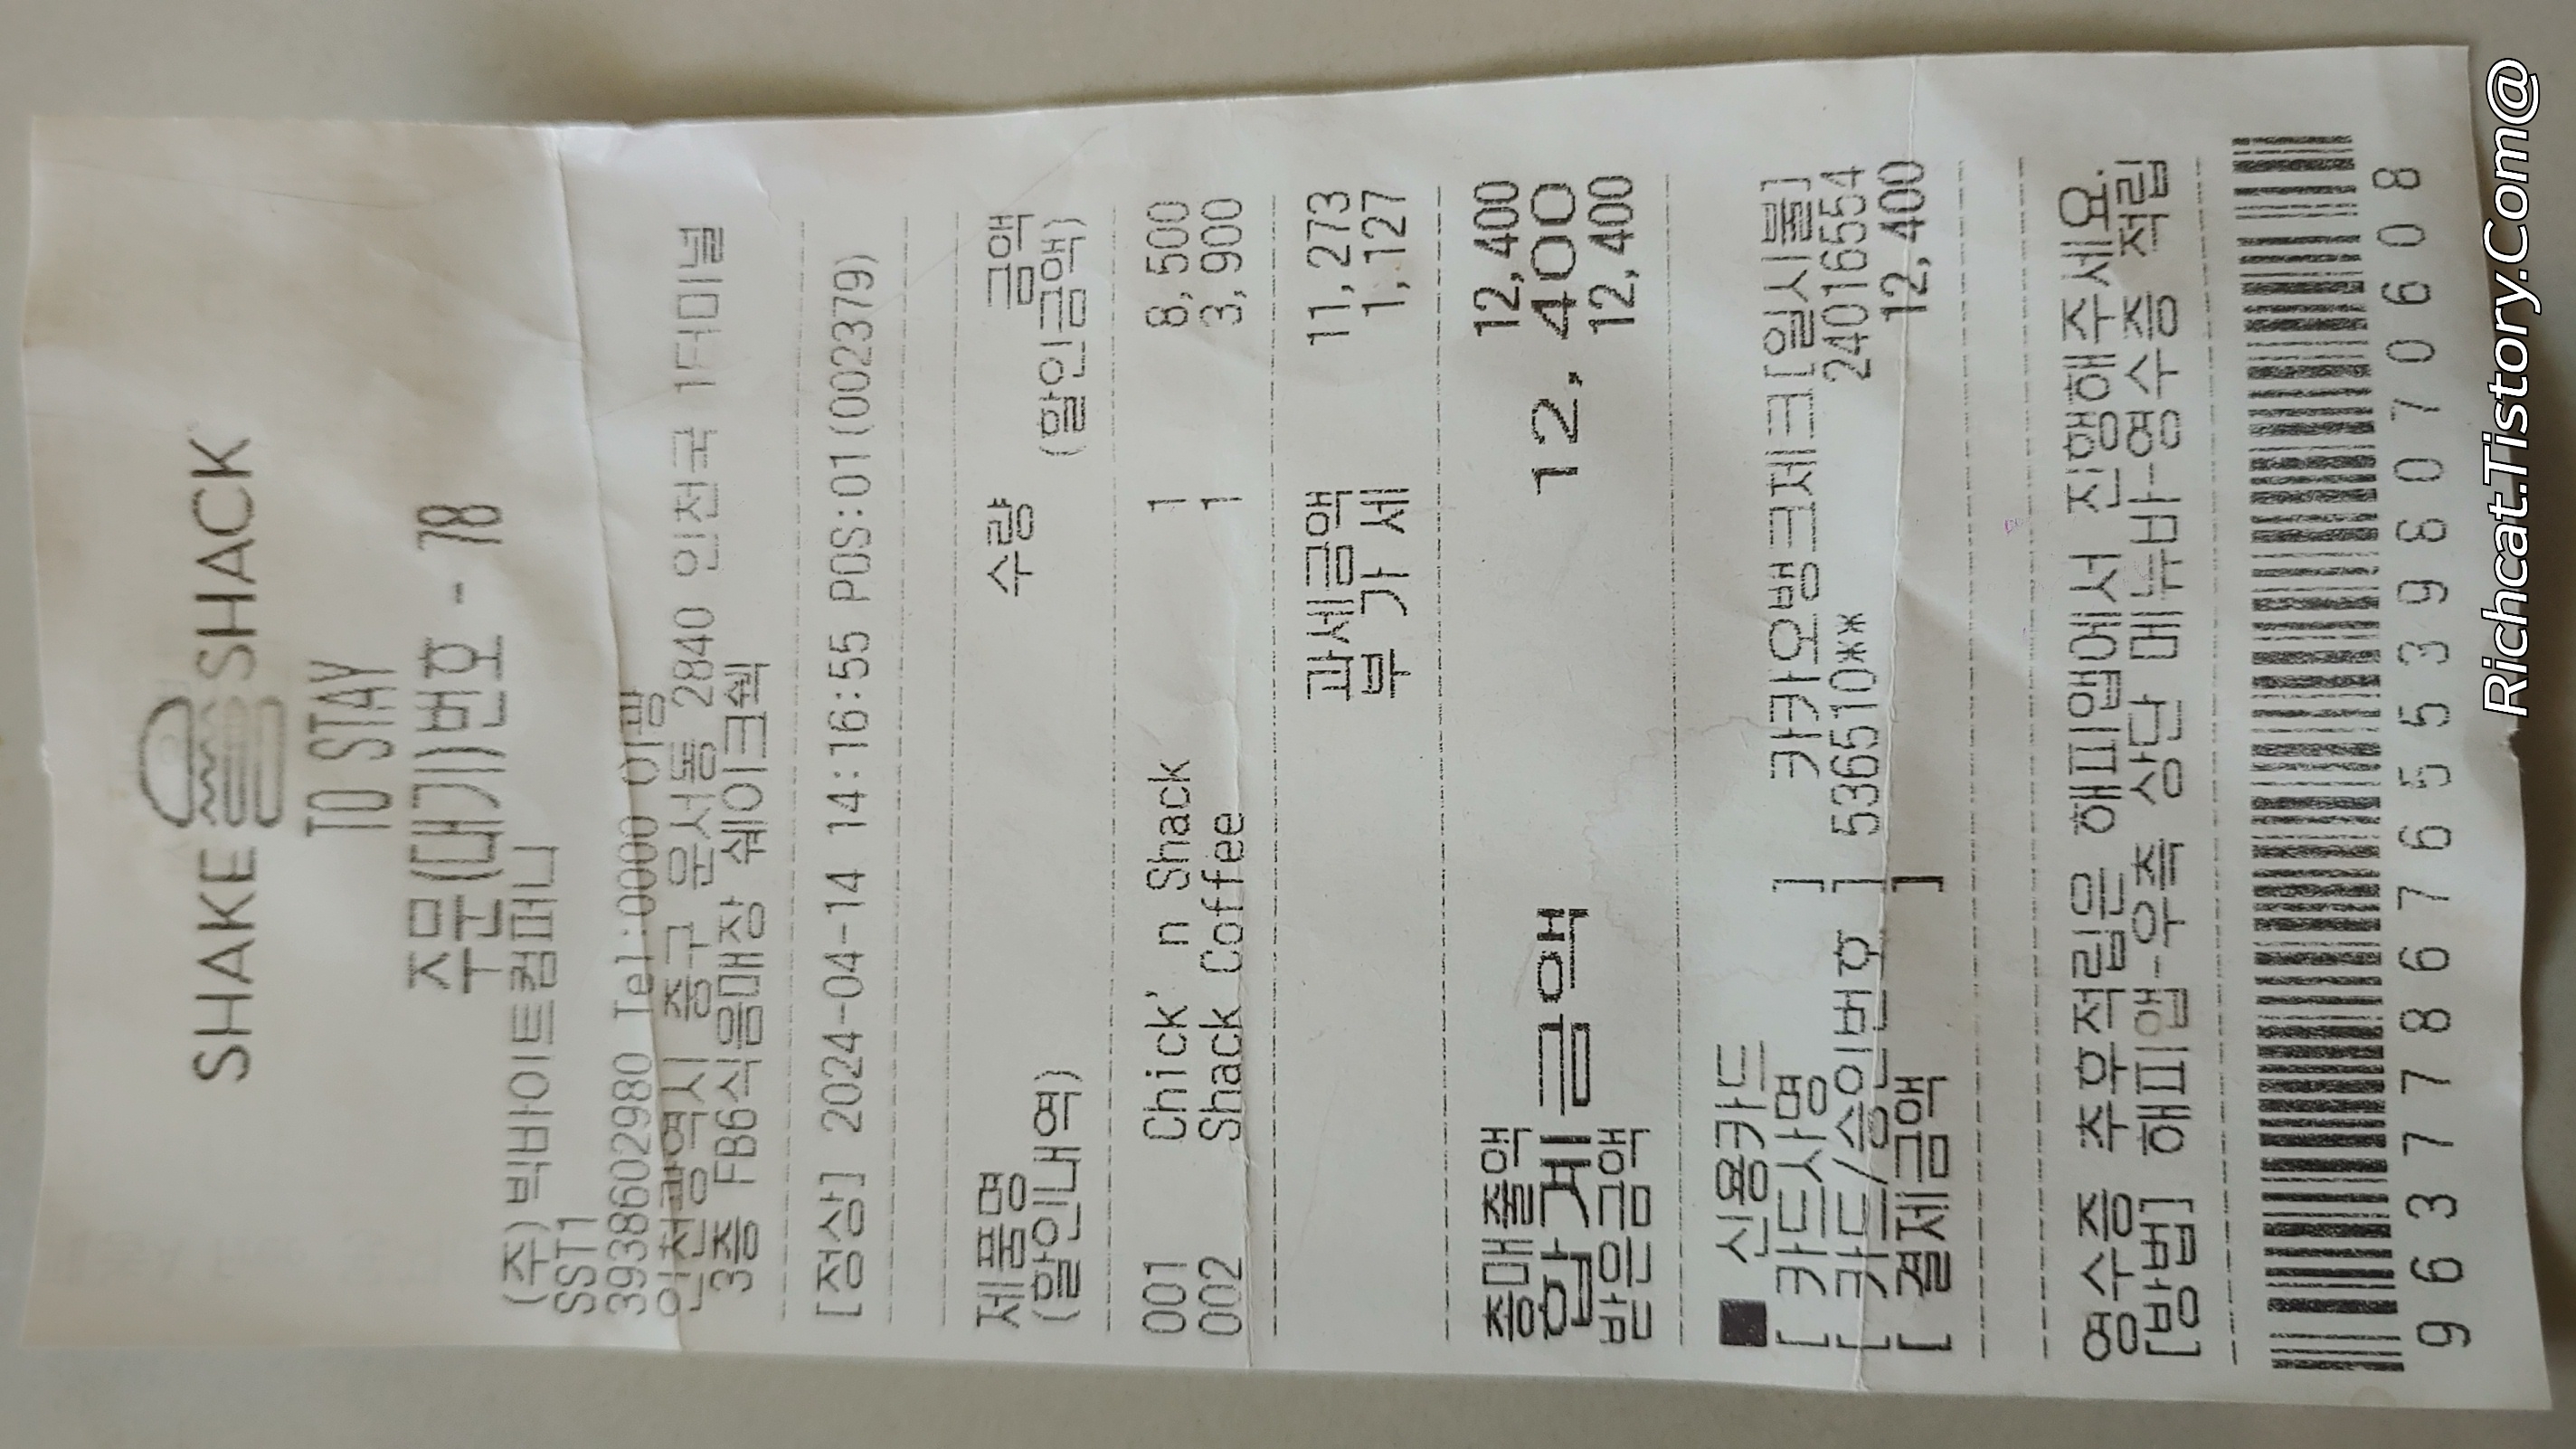 SHAKE SHACK
TO STAY
주문(대기)번호 - 78
(주)빅바이트컴퍼니
SST1
3938602980 Tel:0000
인천광역시 중구 운서동 2840 인천국 1터미널
3층 FB6식음매장 쉐이크쉑
[정상] 2024-04-14 14:16:55 POS:01(002379)
제품명 수량 금액
(할인내역) (할인금액)
001 Chick' n Shack 1 8,500
002 Shack Coffee 1 3,900
과세금액 11,273
부 가 세 1,127
총매출액 12,400
합 계 금 액 12,400
받은금액 12,400
■ 신용카드
[ 카드사명 ] 카카오뱅크체크[일시불]
[ 카드/승인번호 ] 536510** 24016554
[ 결제금액 ] 12,400
영수증 추후적립은 해피앱에서 진행해주세요.
[방법] 해피앱-우측 상단 메뉴바-영수증 적립
963778676553960 70608
Richcat.Tistory.Com@